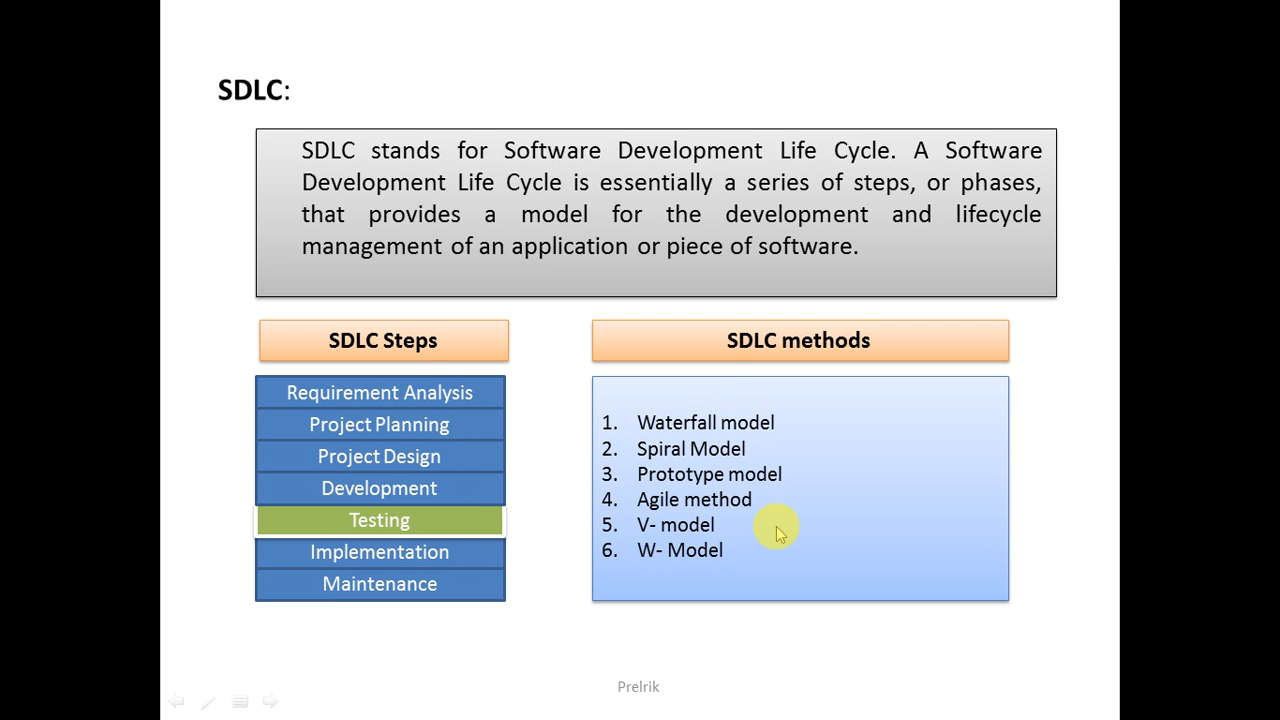 SDLC:
SDLC stands for Software Development Life Cycle. A Software
Development Life Cycle is essentially a series of steps, or phases,
that provides a model for the development and lifecycle
management of an application or piece of software.
SDLC Steps
Requirement Analysis
Project Planning
Project Design
Development
Testing
Implementation
Maintenance
SDLC methods
1. Waterfall model
2. Spiral Model
3. Prototype model
4. Agile method
5. V- model
6. W- Model
Prelrik